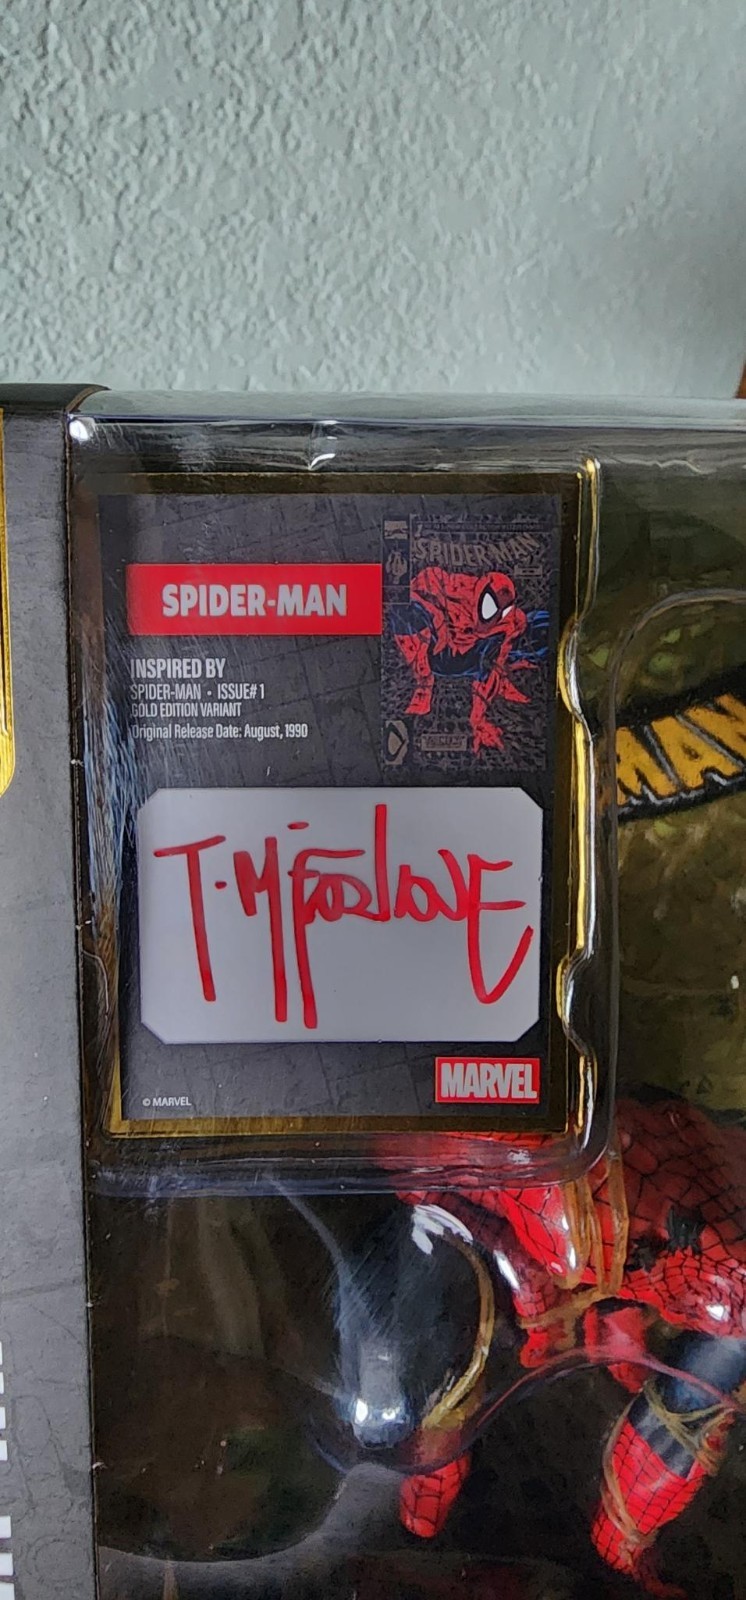 SPIDER-MAN
SPIDER-MAN
INSPIRED BY
SPIDER-MAN • ISSUE# 1
GOLD EDITION VARIANT
Original Release Date: August, 1990
MAN
T. McFarlane
MARVEL
© MARVEL